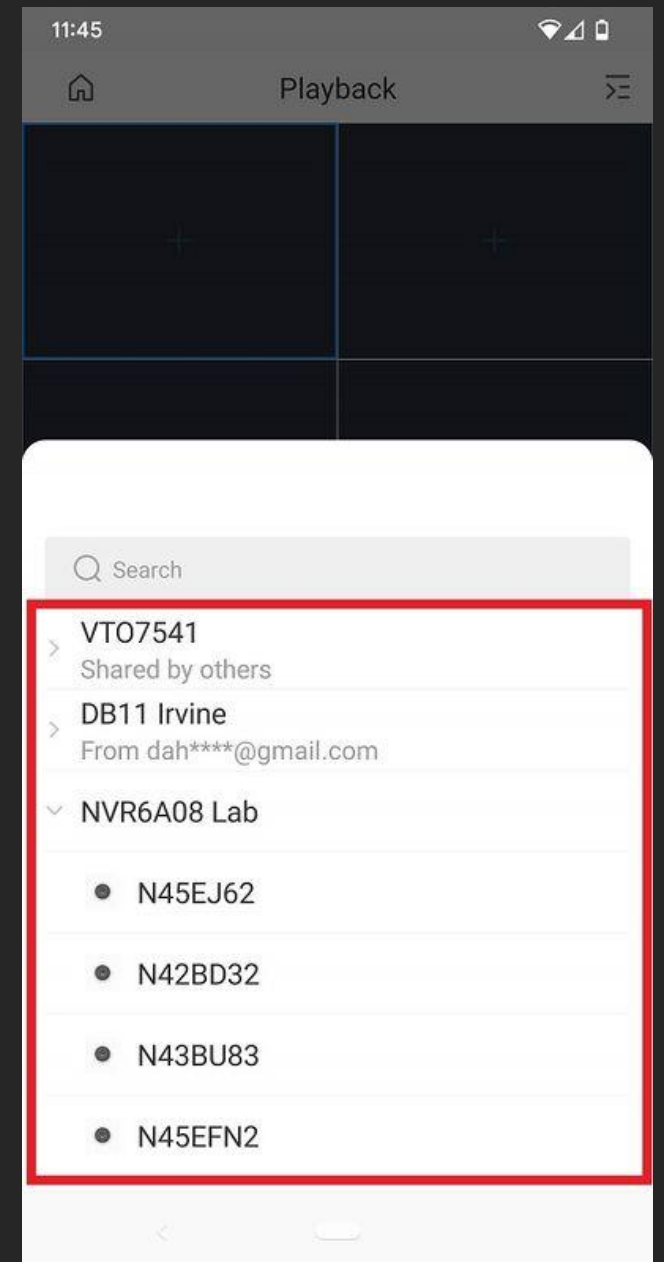 11:45
Playback
Search
VTO7541
Shared by others
DB11 Irvine
From dah****@gmail.com
NVR6A08 Lab
N45EJ62
N42BD32
N43BU83
N45EFN2